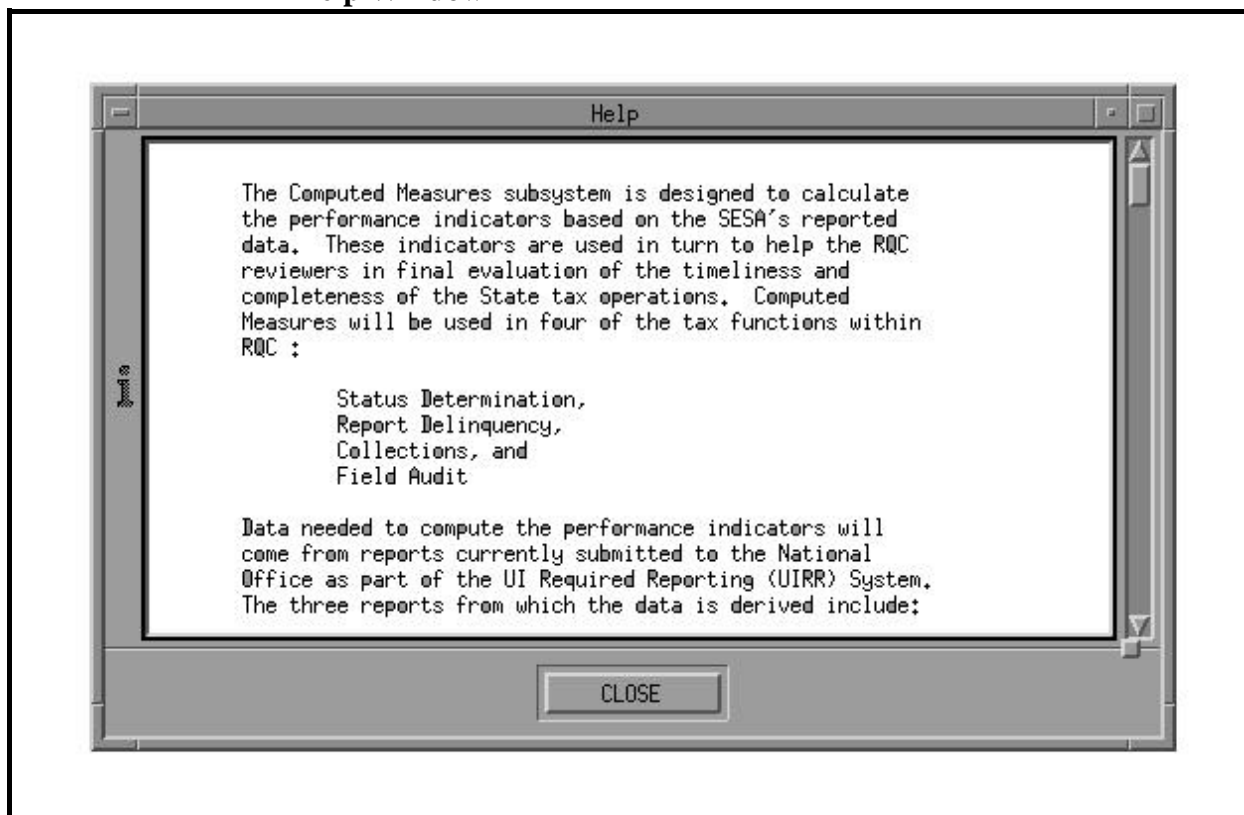 Help
The Computed Measures subsystem is designed to calculate
the performance indicators based on the SESA's reported
data.  These indicators are used in turn to help the RQC
reviewers in final evaluation of the timeliness and
completeness of the State tax operations.  Computed
Measures will be used in four of the tax functions within
RQC :
Status Determination,
Report Delinquency,
Collections, and
Field Audit
Data needed to compute the performance indicators will
come from reports currently submitted to the National
Office as part of the UI Required Reporting (UIRR) System.
The three reports from which the data is derived include:
CLOSE